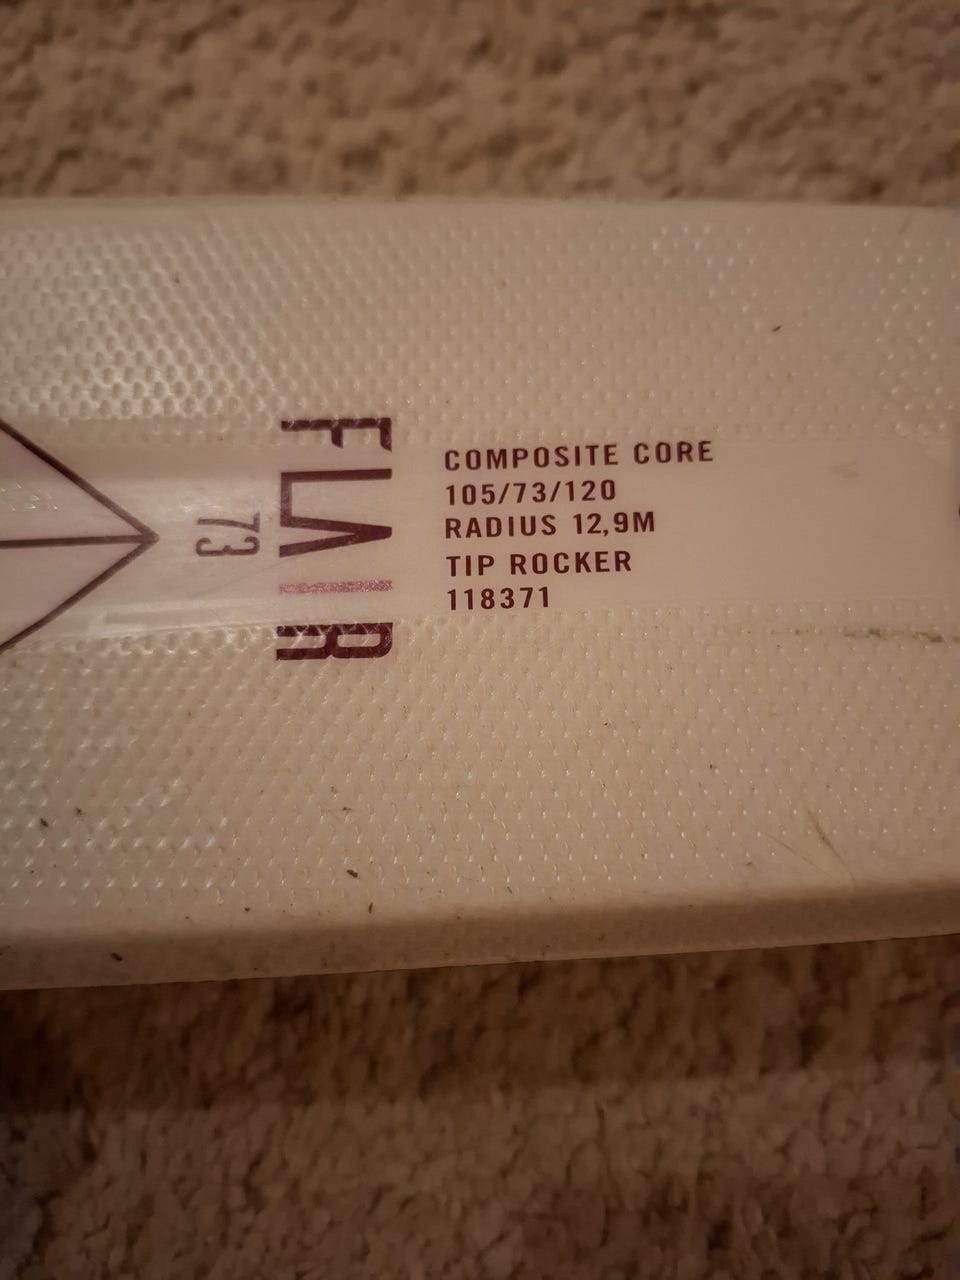 FLAIR
73
COMPOSITE CORE
105/73/120
RADIUS 12,9M
TIP ROCKER
118371